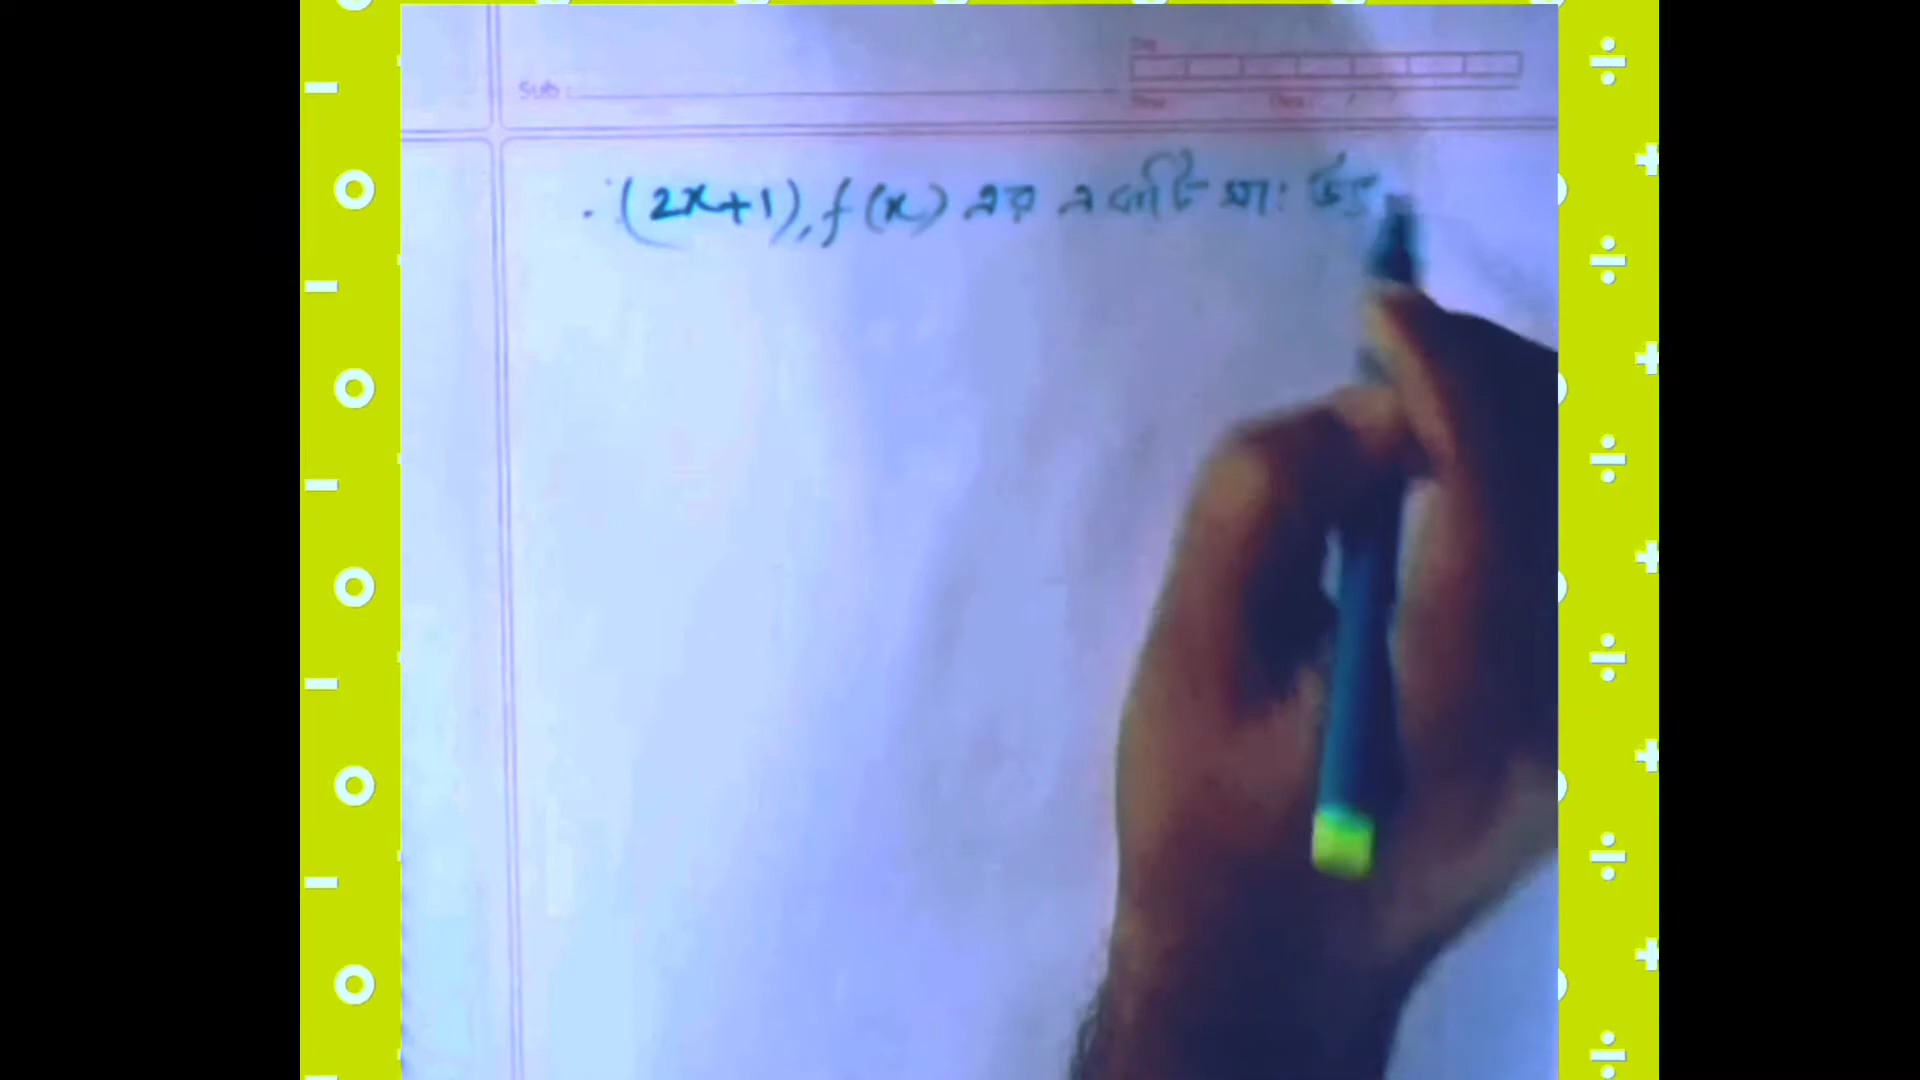 Sub :
∴ (2x+1), f(x) এর একটি সা: